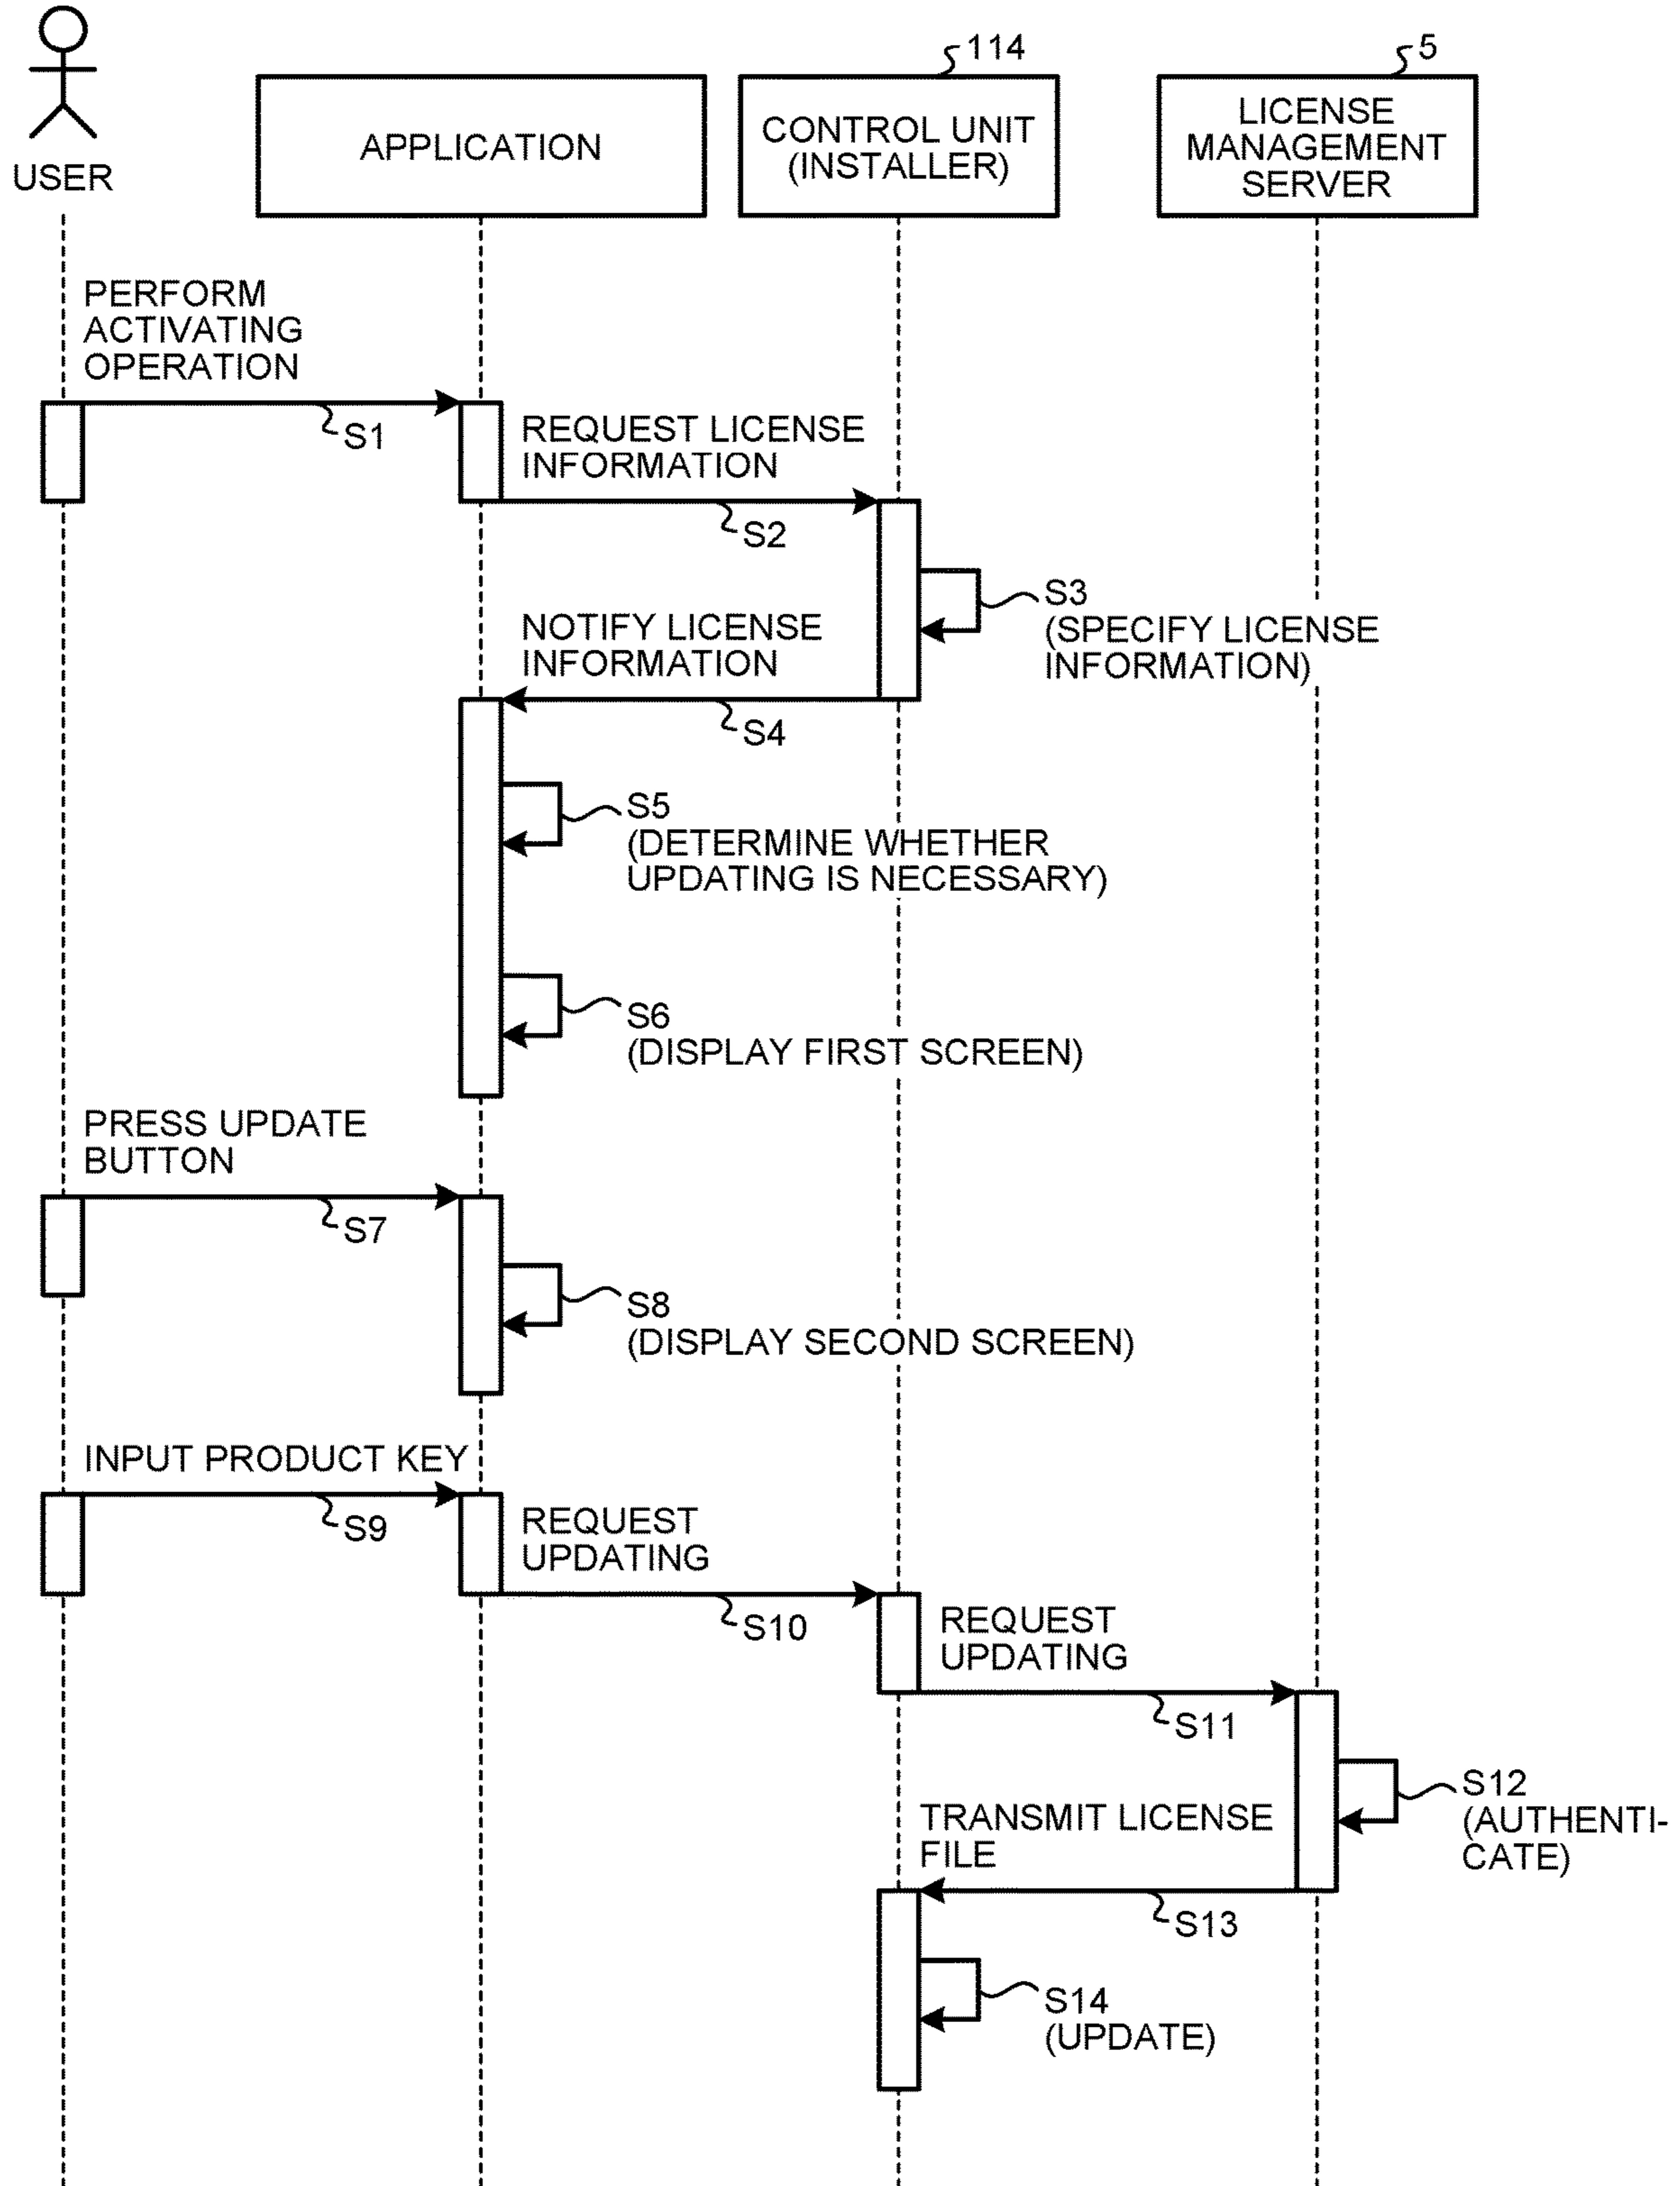 114
5
USER
APPLICATION
CONTROL UNIT
(INSTALLER)
LICENSE
MANAGEMENT
SERVER
PERFORM
ACTIVATING
OPERATION
S1
REQUEST LICENSE
INFORMATION
S2
S3
(SPECIFY LICENSE
INFORMATION)
NOTIFY LICENSE
INFORMATION
S4
S5
(DETERMINE WHETHER
UPDATING IS NECESSARY)
S6
(DISPLAY FIRST SCREEN)
PRESS UPDATE
BUTTON
S7
S8
(DISPLAY SECOND SCREEN)
INPUT PRODUCT KEY
S9
REQUEST
UPDATING
S10
REQUEST
UPDATING
S11
S12
(AUTHENTI-
CATE)
TRANSMIT LICENSE
FILE
S13
S14
(UPDATE)